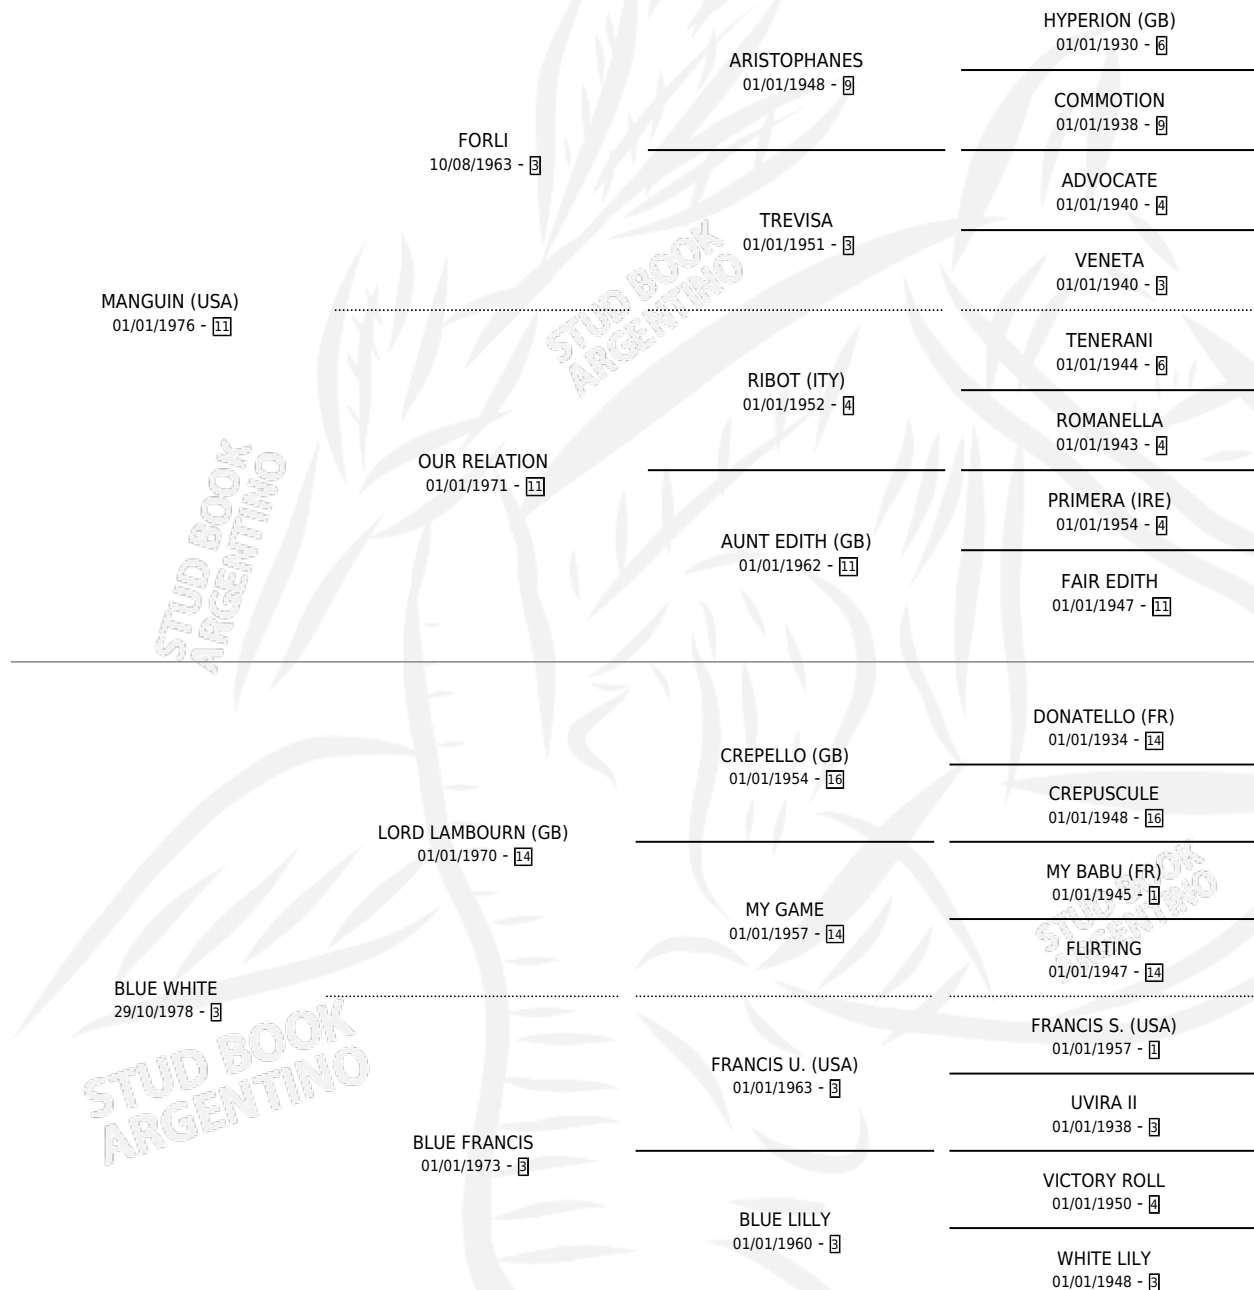 HYPERION (GB)
01/01/1930 - 6
ARISTOPHANES
01/01/1948 - 9
COMMOTION
01/01/1938 - 9
FORLI
10/08/1963 - 3
ADVOCATE
01/01/1940 - 4
TREVISA
01/01/1951 - 3
VENETA
01/01/1940 - 3
MANGUIN (USA)
01/01/1976 - 11
TENERANI
01/01/1944 - 6
RIBOT (ITY)
01/01/1952 - 4
ROMANELLA
01/01/1943 - 4
OUR RELATION
01/01/1971 - 11
PRIMERA (IRE)
01/01/1954 - 4
AUNT EDITH (GB)
01/01/1962 - 11
FAIR EDITH
01/01/1947 - 11
STUD BOOK
ARGENTINO
STUD BOOK
ARGENTINO
DONATELLO (FR)
01/01/1934 - 14
CREPELLO (GB)
01/01/1954 - 16
CREPUSCULE
01/01/1948 - 16
LORD LAMBOURN (GB)
01/01/1970 - 14
MY BABU (FR)
01/01/1945 - 1
MY GAME
01/01/1957 - 14
FLIRTING
01/01/1947 - 14
STUD BOOK
ARGENTINO
BLUE WHITE
29/10/1978 - 3
FRANCIS S. (USA)
01/01/1957 - 1
FRANCIS U. (USA)
01/01/1963 - 3
UVIRA II
01/01/1938 - 3
BLUE FRANCIS
01/01/1973 - 3
VICTORY ROLL
01/01/1950 - 4
BLUE LILLY
01/01/1960 - 3
WHITE LILY
01/01/1948 - 3
STUD BOOK
ARGENTINO